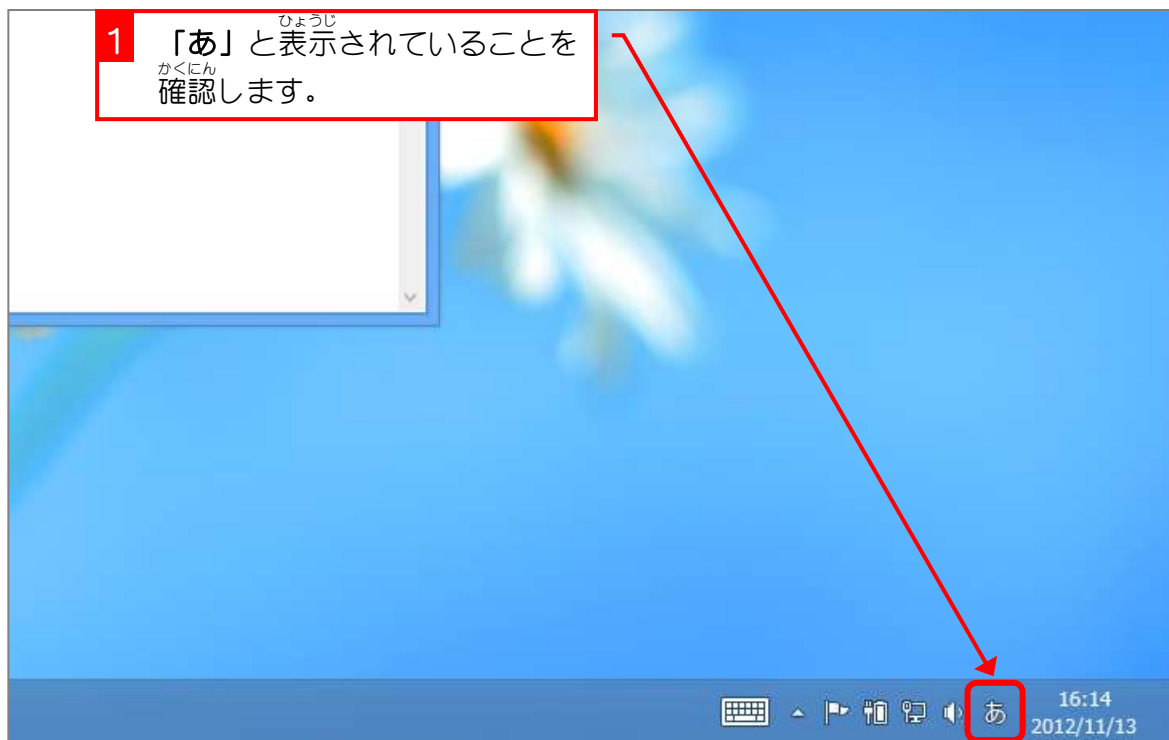 1
ひょうじ
「あ」と表示されていることを
かくにん
確認します。
あ
16:14
2012/11/13